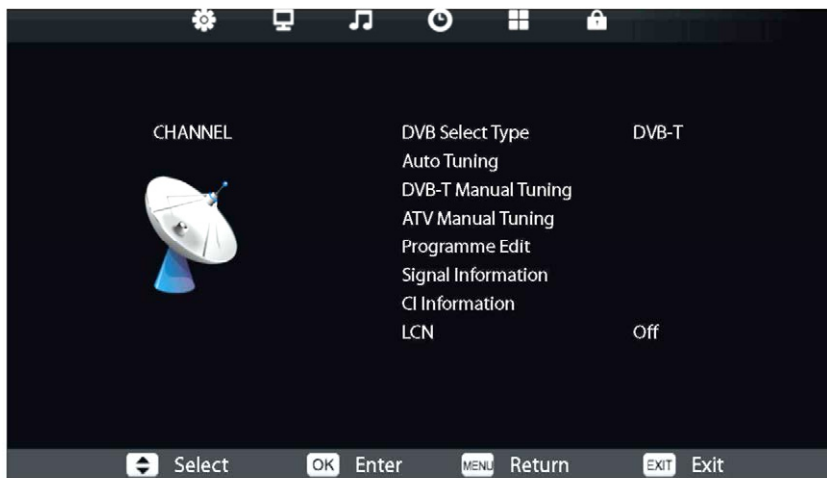 CHANNEL
DVB Select Type DVB-T
Auto Tuning
DVB-T Manual Tuning
ATV Manual Tuning
Programme Edit
Signal Information
CI Information
LCN Off
Select OK Enter MENU Return EXIT Exit